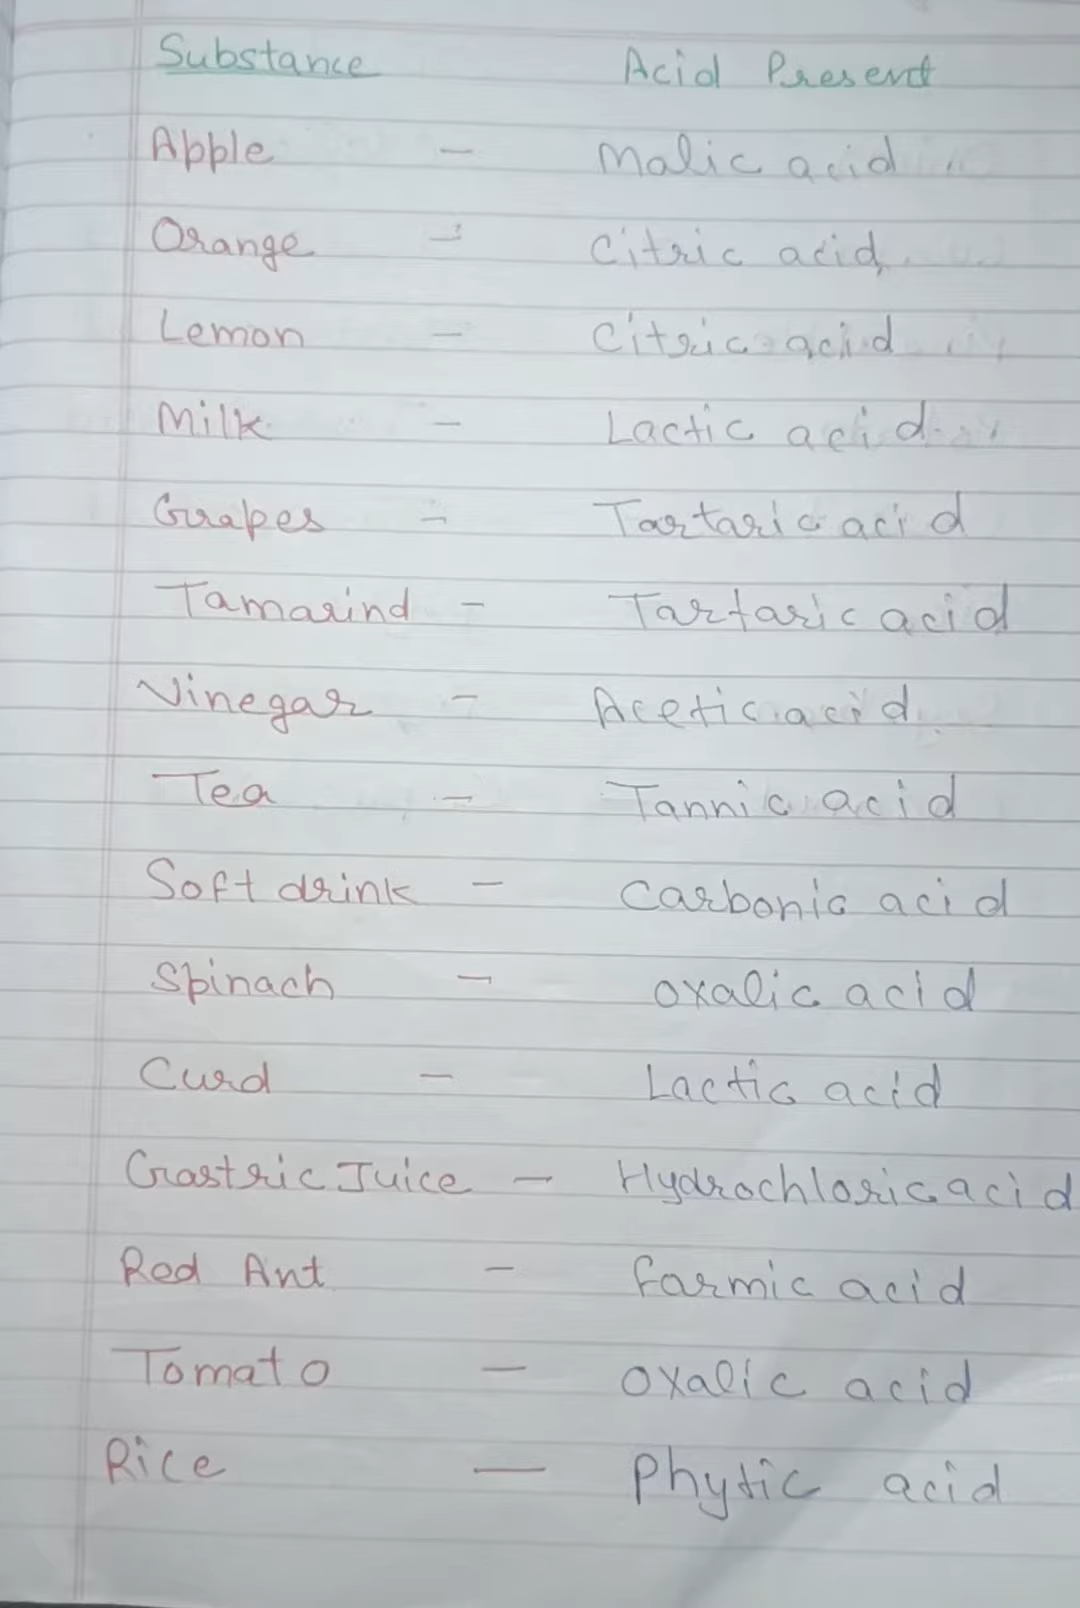 Substance Acid Present
Apple - Malic acid
Orange - Citric acid
Lemon - Citric acid
Milk - Lactic acid
Grapes - Tartaric acid
Tamarind - Tartaric acid
Vinegar - Acetic acid
Tea - Tannic acid
Soft drink - Carbonic acid
Spinach - oxalic acid
Curd - Lactic acid
Gastric Juice - Hydrochloric acid
Red Ant - formic acid
Tomato - oxalic acid
Rice - Phytic acid